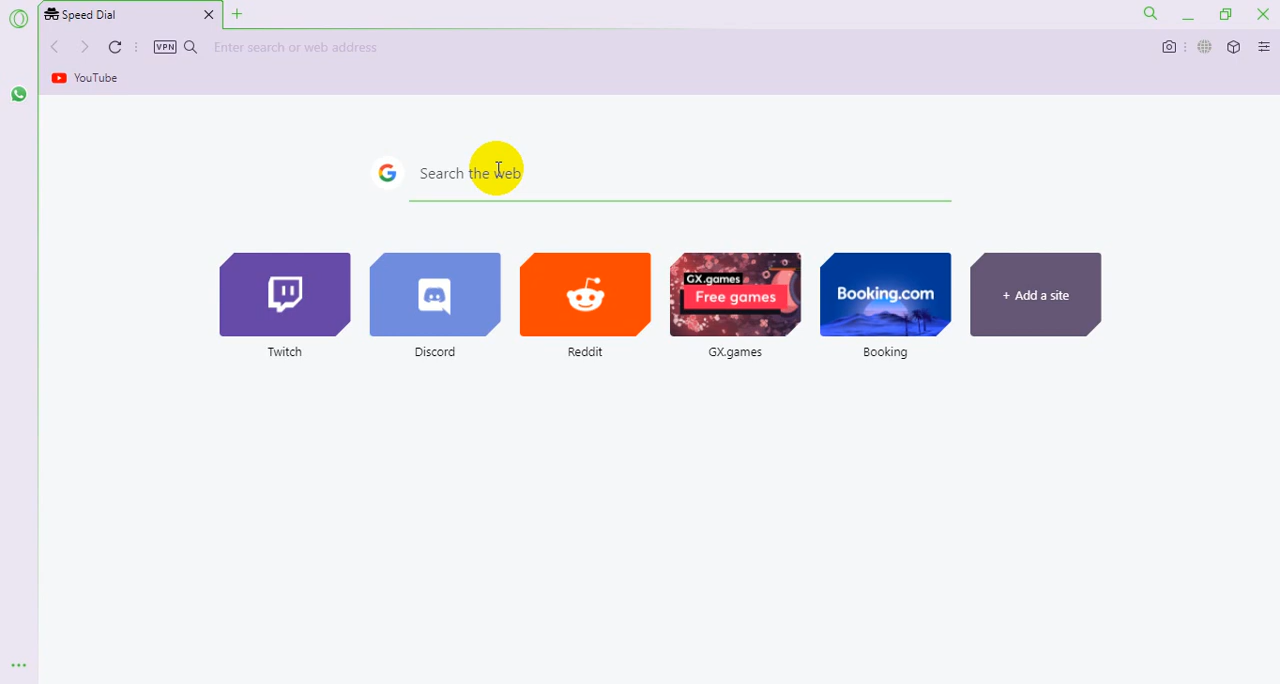 Speed Dial
VPN
Enter search or web address
YouTube
Search the web
GX.games
Free games
Booking.com
+ Add a site
Twitch
Discord
Reddit
GX.games
Booking